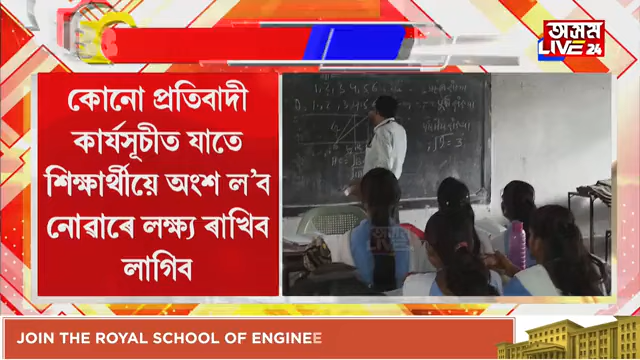 অসম
LIVE 24
কোনো প্ৰতিবাদী
কাৰ্যসূচীত যাতে
শিক্ষাৰ্থীয়ে অংশ ল'ব
নোৱাৰে লক্ষ্য ৰাখিব
লাগিব
JOIN THE ROYAL SCHOOL OF ENGINEE